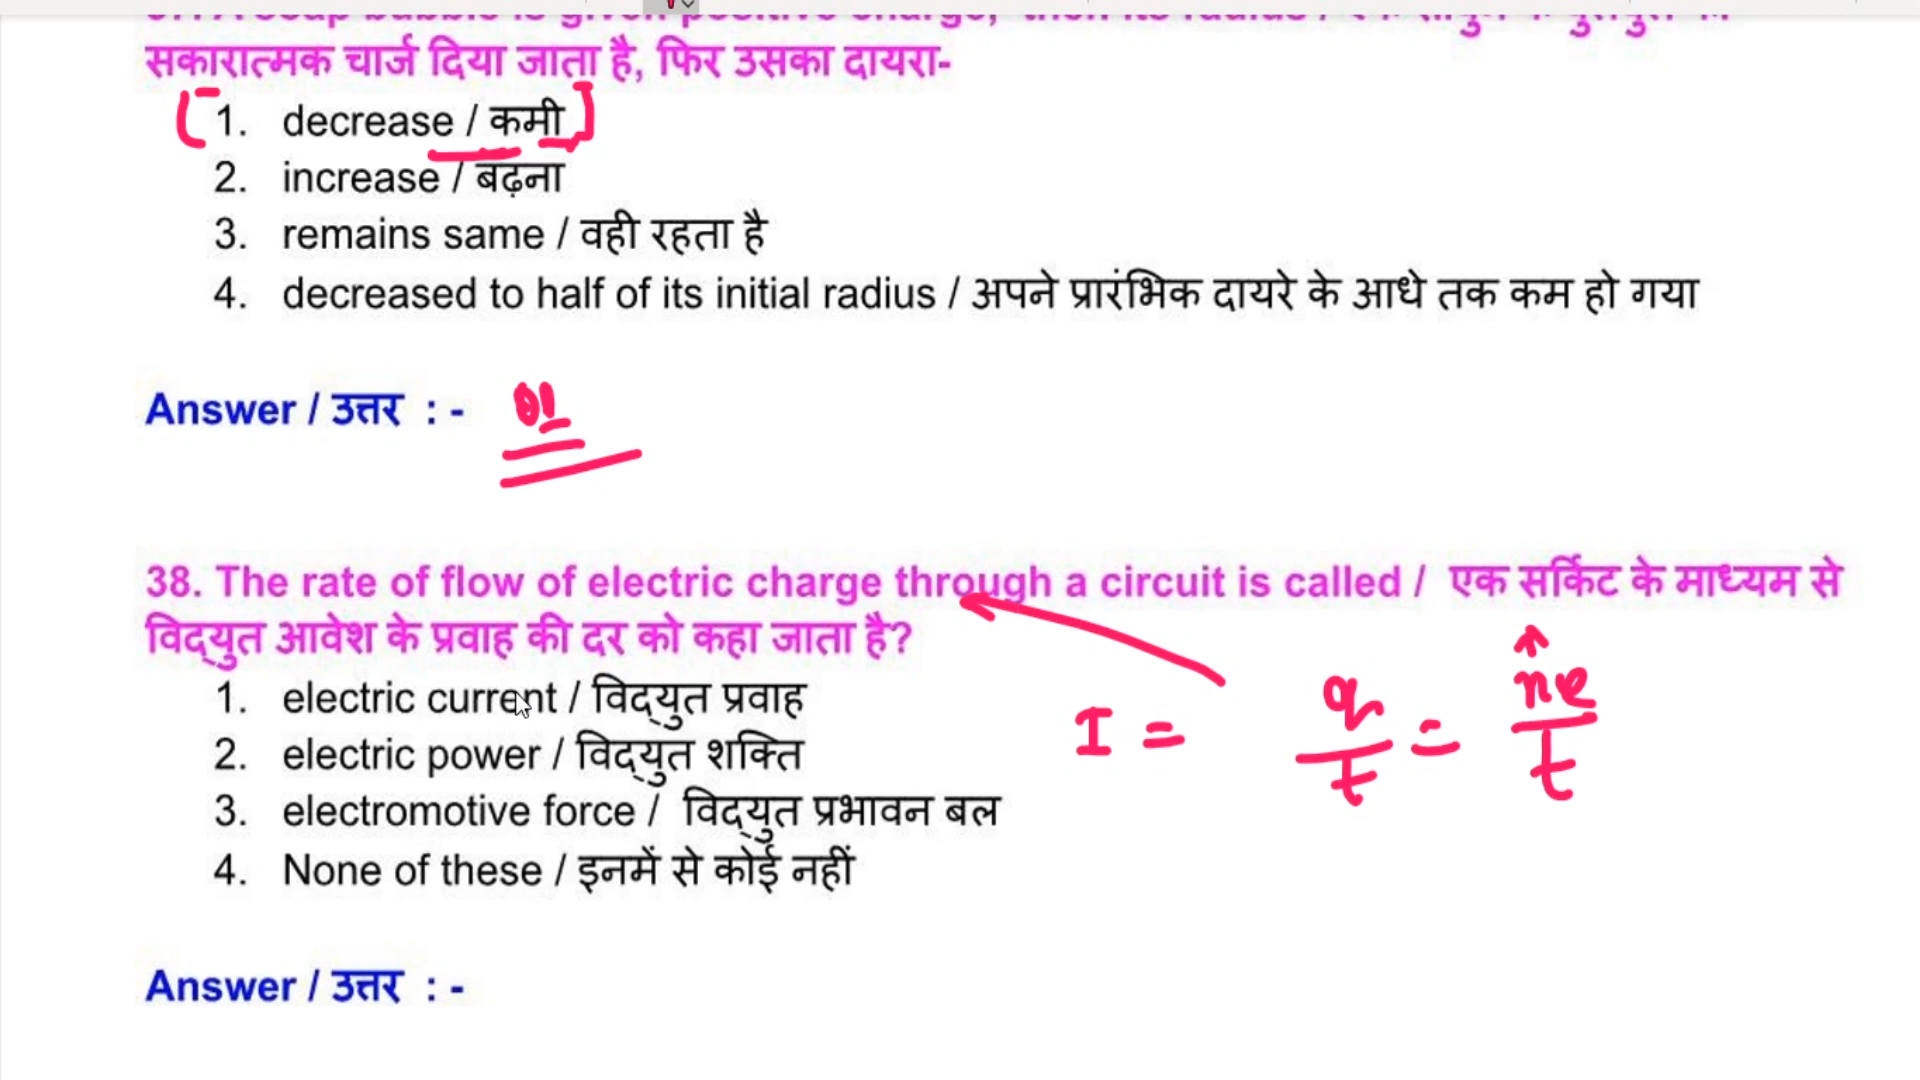 सकारात्मक चार्ज दिया जाता है, फिर उसका दायरा-
1. decrease / कमी
2. increase / बढ़ना
3. remains same / वही रहता है
4. decreased to half of its initial radius / अपने प्रारंभिक दायरे के आधे तक कम हो गया
Answer / उत्तर : - 01
38. The rate of flow of electric charge through a circuit is called / एक सर्किट के माध्यम से
विद्युत आवेश के प्रवाह की दर को कहा जाता है?
1. electric current / विद्युत प्रवाह
2. electric power / विद्युत शक्ति
3. electromotive force / विद्युत प्रभावन बल
4. None of these / इनमें से कोई नहीं
I = q/t = ne/t
Answer / उत्तर : -